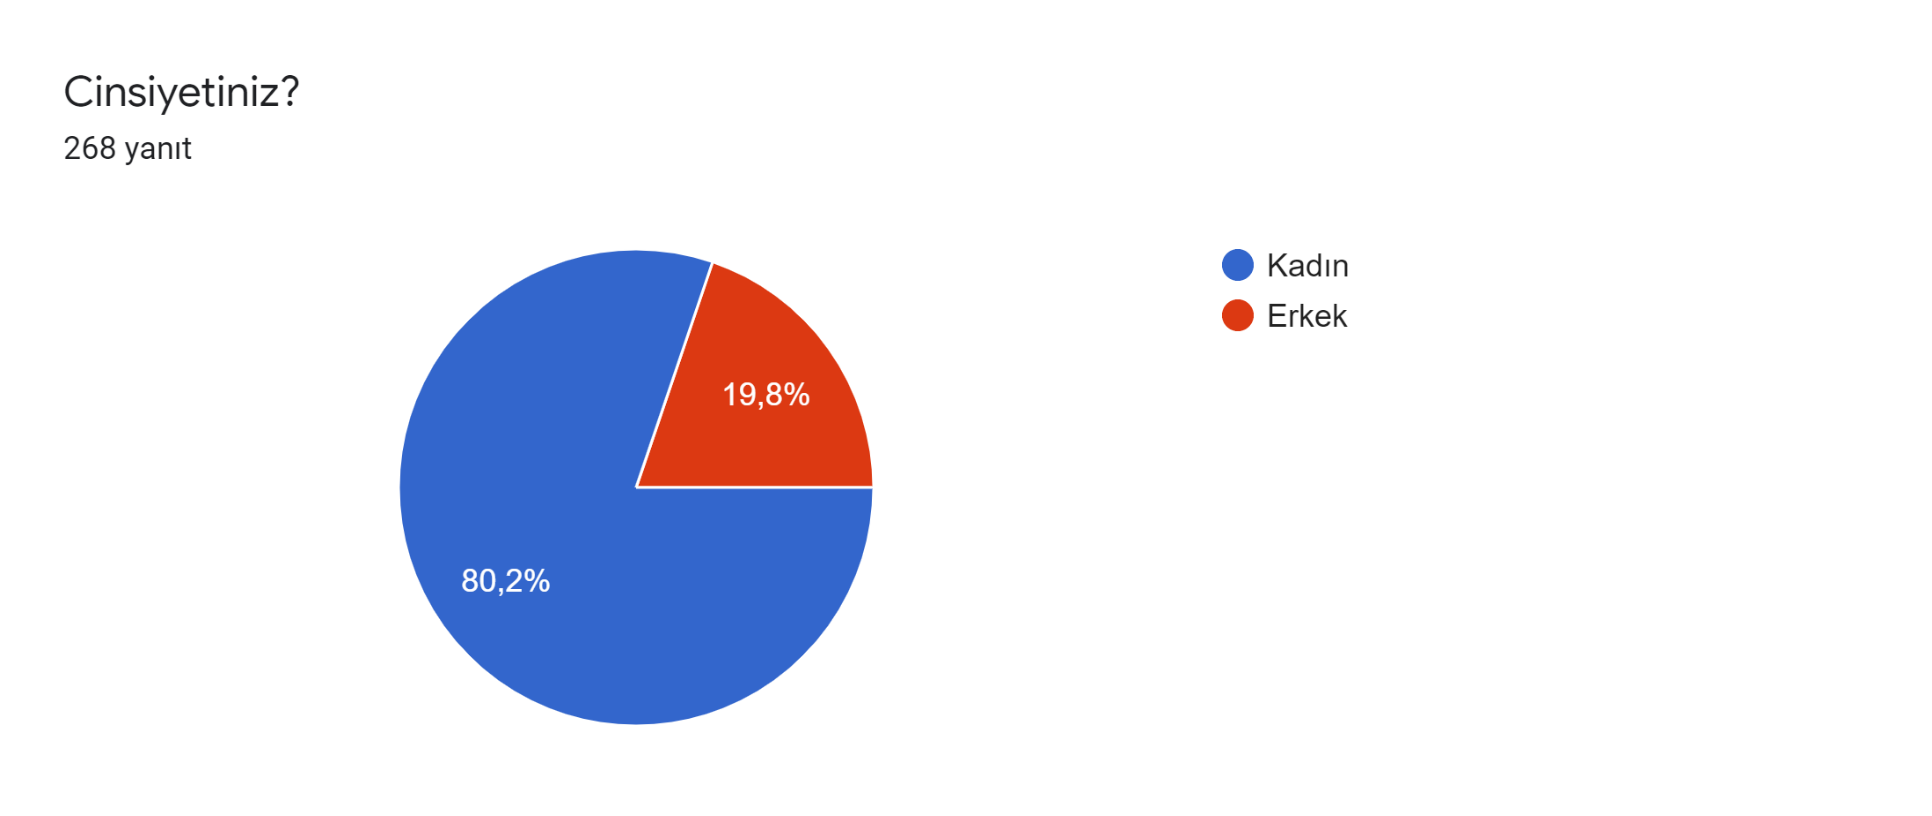 Cinsiyetiniz?
268 yanıt
Kadın
Erkek
19,8%
80,2%